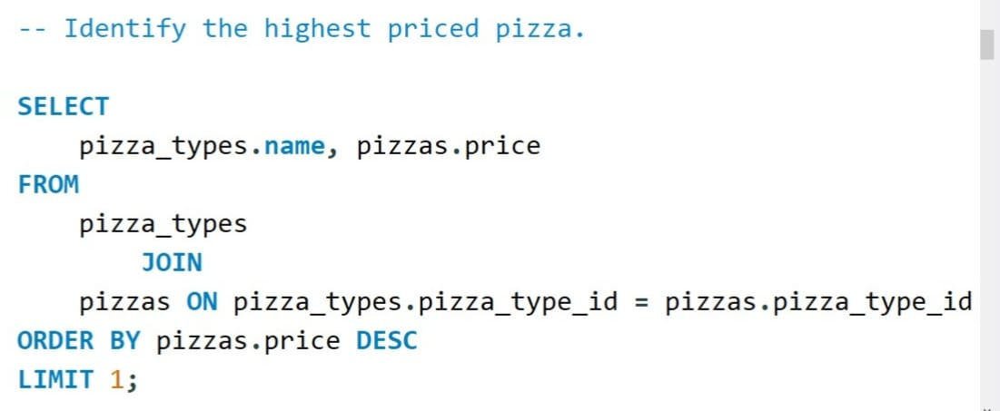 -- Identify the highest priced pizza.
SELECT
    pizza_types.name, pizzas.price
FROM
    pizza_types
        JOIN
    pizzas ON pizza_types.pizza_type_id = pizzas.pizza_type_id
ORDER BY pizzas.price DESC
LIMIT 1;